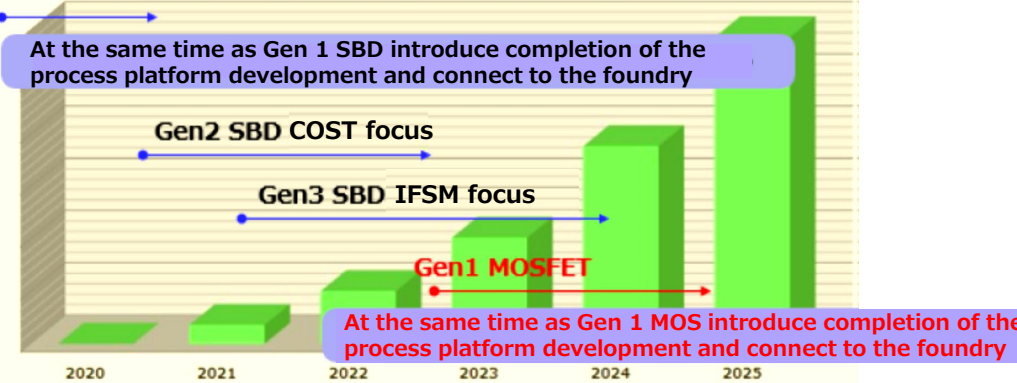 At the same time as Gen 1 SBD introduce completion of the
process platform development and connect to the foundry
Gen2 SBD COST focus
Gen3 SBD IFSM focus
Gen1 MOSFET
At the same time as Gen 1 MOS introduce completion of the
process platform development and connect to the foundry
2020 2021 2022 2023 2024 2025